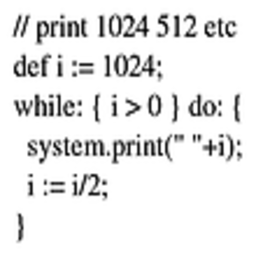 // print 1024 512 etc
def i := 1024;
while: { i > 0 } do: {
system.print(" "+i);
i := i/2;
}